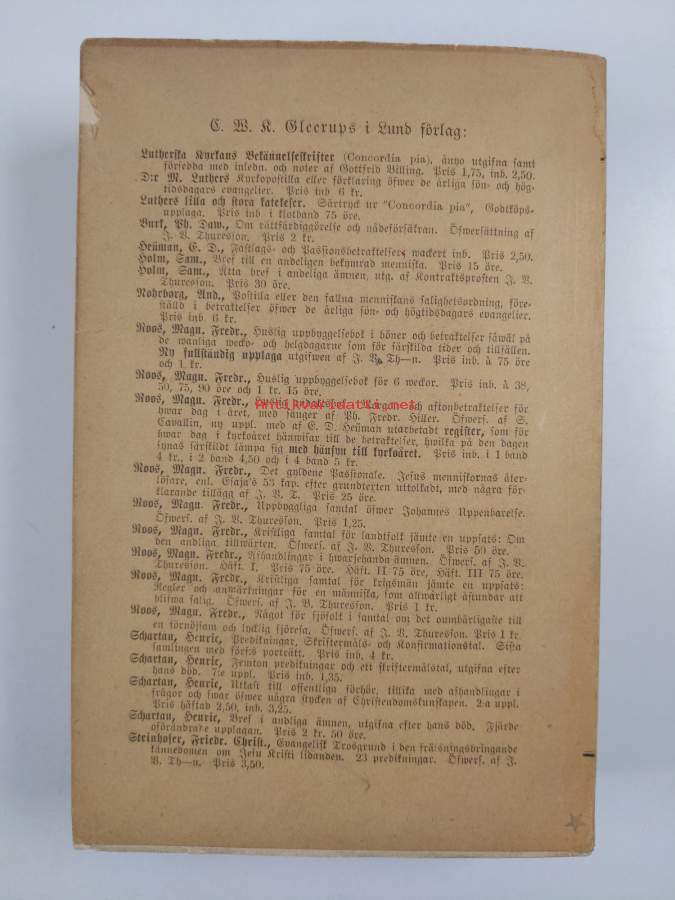 C. W. K. Gleerups i Lund förlag:
Lutherska Kyrkans Bekännelseskrifter (Concordia pia), ånyo utgifna samt
försedda med inledn. och noter af Gottfrid Billing. Pris 1,75, inb. 2,50.
D:r M. Luthers Kyrkopostilla eller förklaring öfwer de årliga sön- och hög-
tidsdagars evangelier. Pris inb 6 kr.
Luthers lilla och stora katekeser. Särtryck ur "Concordia pia", Godtköps-
upplaga. Pris inb i klotband 75 öre.
Burk, Ph. Daw., Om rättfärdiggörelse och nådeförsäkran. Öfwersättning af
J. V. Thuresson. Pris 2 kr.
Heüman, E. D., Fastlags- och Passionsbetraktelser, wackert inb. Pris 2,50.
Holm, Sam., Bref till en andeligen bekymrad menniska. Pris 15 öre.
Holm, Sam., Åtta bref i andeliga ämnen, utg. af Kontraktsprosten J. V.
Thuresson. Pris 30 öre.
Nohrborg, And., Postilla eller den fallna menniskans salighetsordning, före-
ställd i betraktelser öfwer de årliga sön- och högtidsdagars evangelier.
Pris inb. 6 kr.
Roos, Magn. Fredr., Huslig uppbyggelsebok i böner och betraktelser såwäl på
de wanliga wecko- och helgdagarne som för särskilda tider och tillfällen.
Ny fullständig upplaga utgifwen af J. V. Th—n. Pris inb. à 75 öre
och 1 kr.
Roos, Magn. Fredr., Huslig uppbyggelsebok för 6 weckor. Pris inb. à 38,
50, 75, 90 öre och 1 kr. 15 öre.
Roos, Magn. Fredr., Huslig andaktsbok i Morgon- och aftonbetraktelser för
hwar dag i året, med sånger af Ph. Fredr. Hiller. Öfwers. af S.
Cavallin, ny uppl. med af E. D. Heüman utarbetadt register, som för
hwar dag i kyrkoåret hänwisar till de betraktelser, hwilka på den dagen
synas särskildt lämpa sig med hänsyn till kyrkoåret. Pris inb. i 1 band
4 kr., i 2 band 4,50 och i 4 band 5 kr.
Roos, Magn. Fredr., Det gyldene Passionale. Jesus menniskornas åter-
lösare, enl. Esaja's 53 kap. efter grundtexten uttolkadt, med några för-
klarande tillägg af J. V. T. Pris 25 öre.
Roos, Magn. Fredr., Uppbyggliga samtal öfwer Johannes Uppenbarelse.
Öfwers. af J. V. Thuresson. Pris 1,25.
Roos, Magn. Fredr., Kristliga samtal för landtfolk jämte en uppsats: Om
den andliga tillwäxten. Öfwers. af J. V. Thuresson. Pris 50 öre.
Roos, Magn. Fredr., Afhandlingar i hwarjehanda ämnen. Öfwers. af J. V.
Thuresson. Häft. I. Pris 75 öre. Häft. II 75 öre, Häft. III 75 öre.
Roos, Magn. Fredr., Kristliga samtal för krigsmän jämte en uppsats:
Regler och anmärkningar för en människa, som allwarligt åstundar att
blifwa salig. Öfwers. af J. V. Thuresson. Pris 1 kr.
Roos, Magn. Fredr., Något för sjöfolk i samtal om det oumbärligaste till
en förnöjsam och lycklig sjöresa. Öfwers. af J. V. Thuresson. Pris 1 kr.
Schartau, Henric, Predikningar, Skriftermåls- och Konfirmationstal. Sista
samlingen med förf:s porträtt. Pris inb. 4 kr.
Schartau, Henric, Femton predikningar och ett skriftermålstal, utgifna efter
hans död. 7:e uppl. Pris inb. 1,35.
Schartau, Henric, Utkast till offentliga förhör, tillika med afhandlingar i
frågor och swar öfwer några stycken af Christendomskunskapen. 2:a uppl.
Pris häftad 2,50, inb. 3,25.
Schartau, Henric, Bref i andliga ämnen, utgifna efter hans död. Fjärde
oförändrade upplagan. Pris 2 kr. 50 öre.
Steinhofer, Friedr. Christ., Evangelisk Trosgrund i den frälsningsbringande
kännedomen om Jesu Kristi lidanden. 23 predikningar. Öfwers. af J.
V. Th—n. Pris 3,50.
Antikvariidatli.net